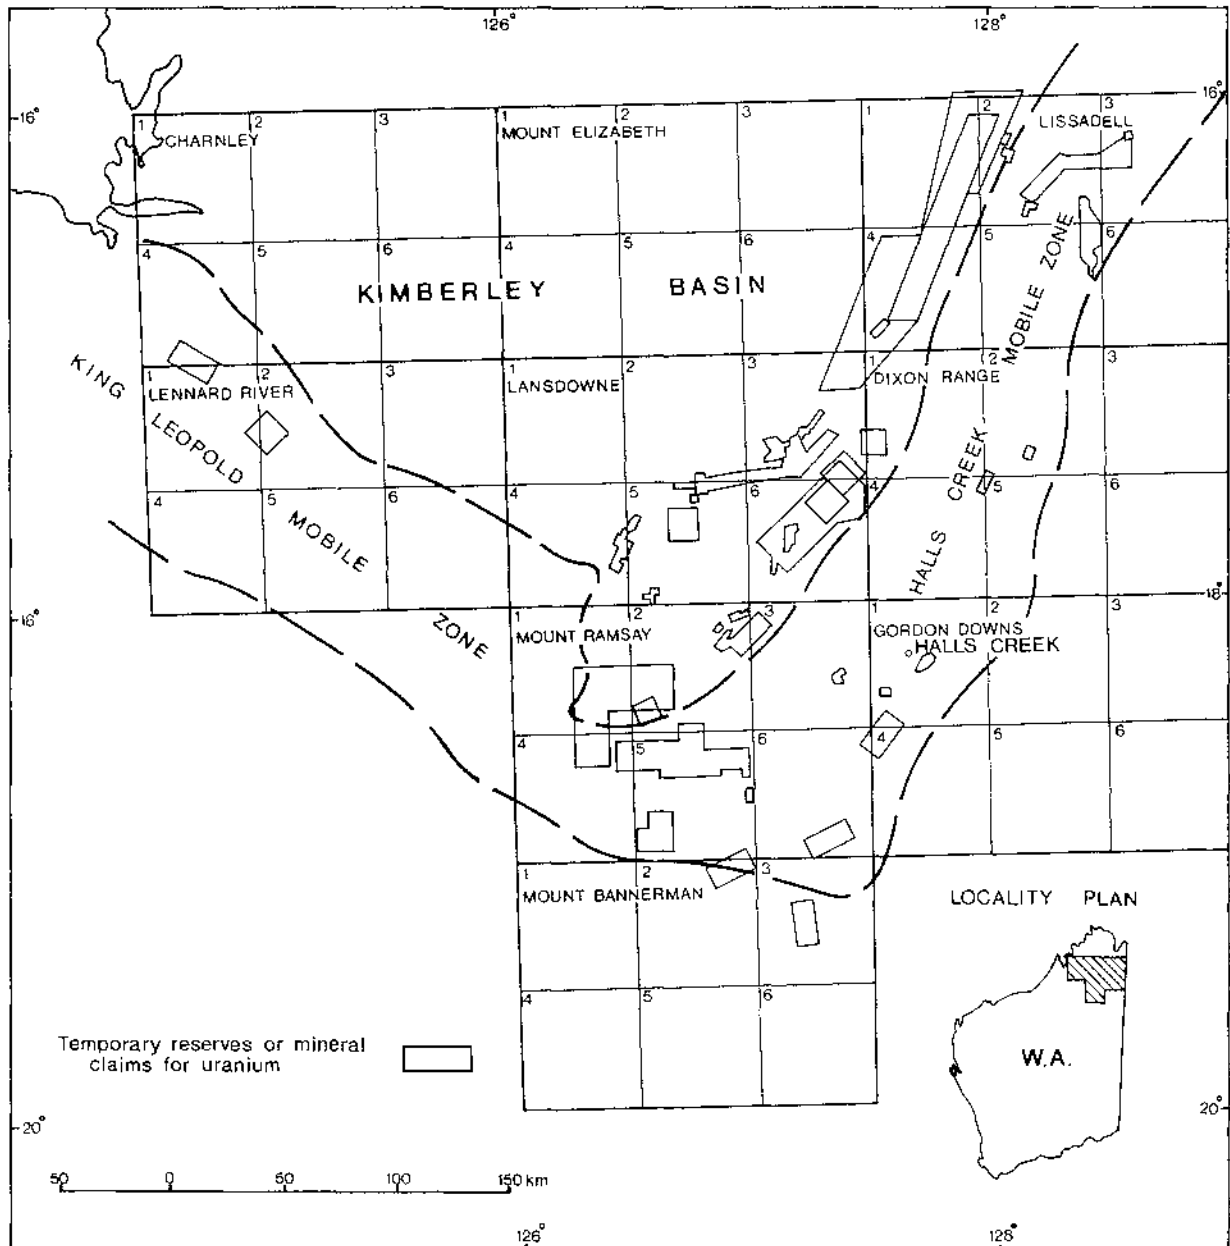 126°
128°
16°
16°
1
2
3
1
2
3
1
2
3
CHARNLEY
MOUNT ELIZABETH
LISSADELL
4
5
6
4
5
6
4
5
6
KIMBERLEY BASIN
MOBILE ZONE
1
2
3
1
2
3
1
2
3
LENNARD RIVER
LANSDOWNE
DIXON RANGE
KING
LEOPOLD
MOBILE
ZONE
HALLS CREEK
4
5
6
4
5
6
4
5
6
16°
18°
1
2
3
1
2
3
MOUNT RAMSAY
GORDON DOWNS
HALLS CREEK
4
5
6
4
5
6
1
2
3
MOUNT BANNERMAN
4
5
6
LOCALITY PLAN
W.A.
Temporary reserves or mineral
claims for uranium
20°
20°
50 0 50 100 150 km
126°
128°